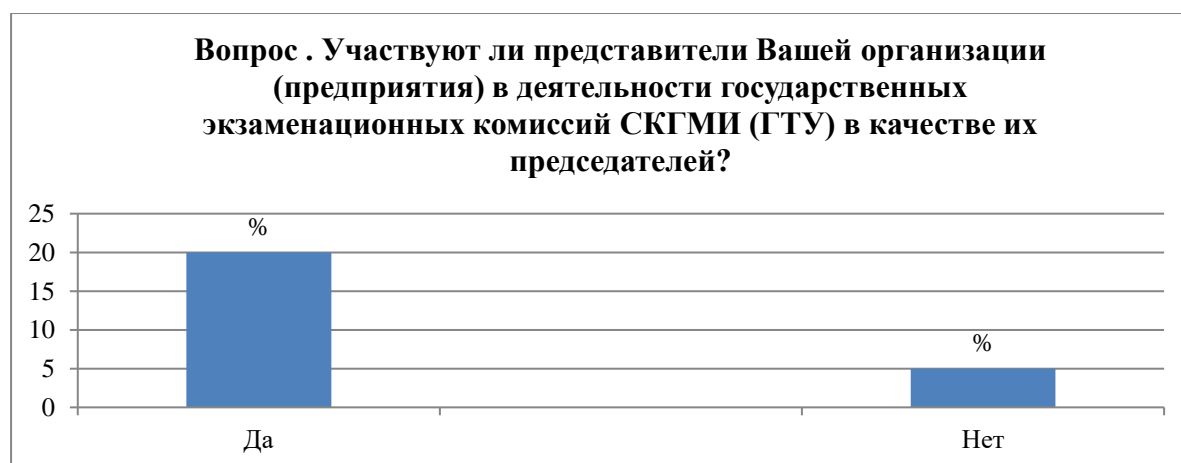 Вопрос . Участвуют ли представители Вашей организации
(предприятия) в деятельности государственных
экзаменационных комиссий СКГМИ (ГТУ) в качестве их
председателей?
25
20
15
10
5
0
%
%
Да
Нет